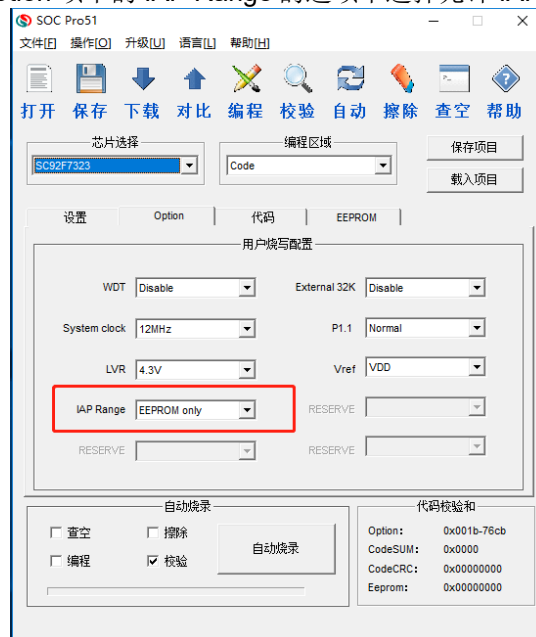 SOC Pro51
文件[F] 操作[O] 升级[U] 语言[L] 帮助[H]
打开 保存 下载 对比 编程 校验 自动 擦除 查空 帮助
芯片选择 编程区域 保存项目
SC92F7323 Code 载入项目
设置 Option 代码 EEPROM
用户烧写配置
WDT Disable External 32K Disable
System clock 12MHz P1.1 Normal
LVR 4.3V Vref VDD
IAP Range EEPROM only RESERVE
RESERVE RESERVE
自动烧录 代码校验和
查空 擦除 自动烧录 Option: 0x001b-76cb
编程 校验 CodeSUM: 0x0000
CodeCRC: 0x00000000
Eeprom: 0x00000000